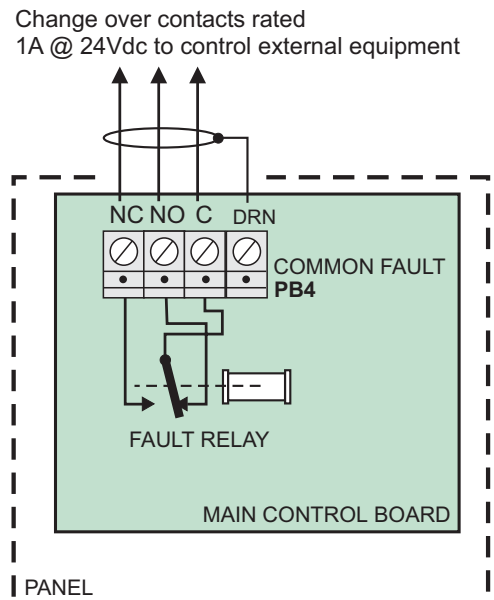 Change over contacts rated
1A @ 24Vdc to control external equipment
NC NO C DRN
COMMON FAULT
PB4
FAULT RELAY
MAIN CONTROL BOARD
PANEL